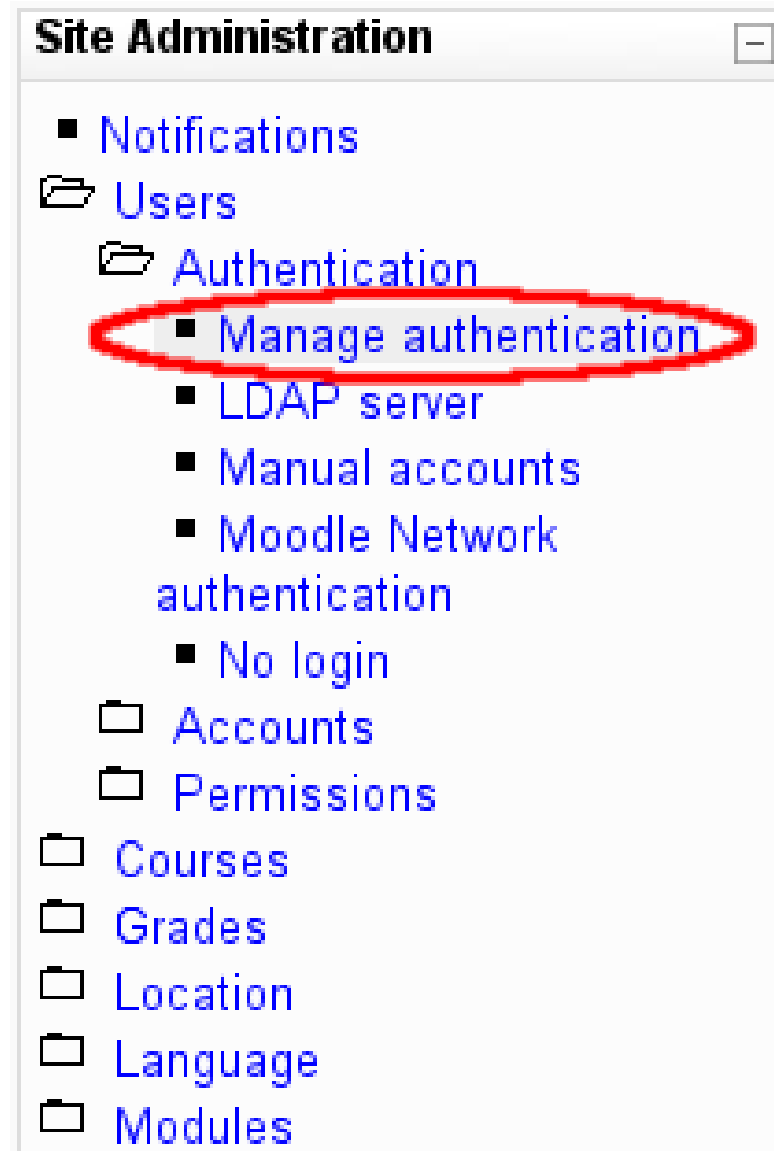 Site Administration
Notifications
Users
Authentication
Manage authentication
LDAP server
Manual accounts
Moodle Network
authentication
No login
Accounts
Permissions
Courses
Grades
Location
Language
Modules